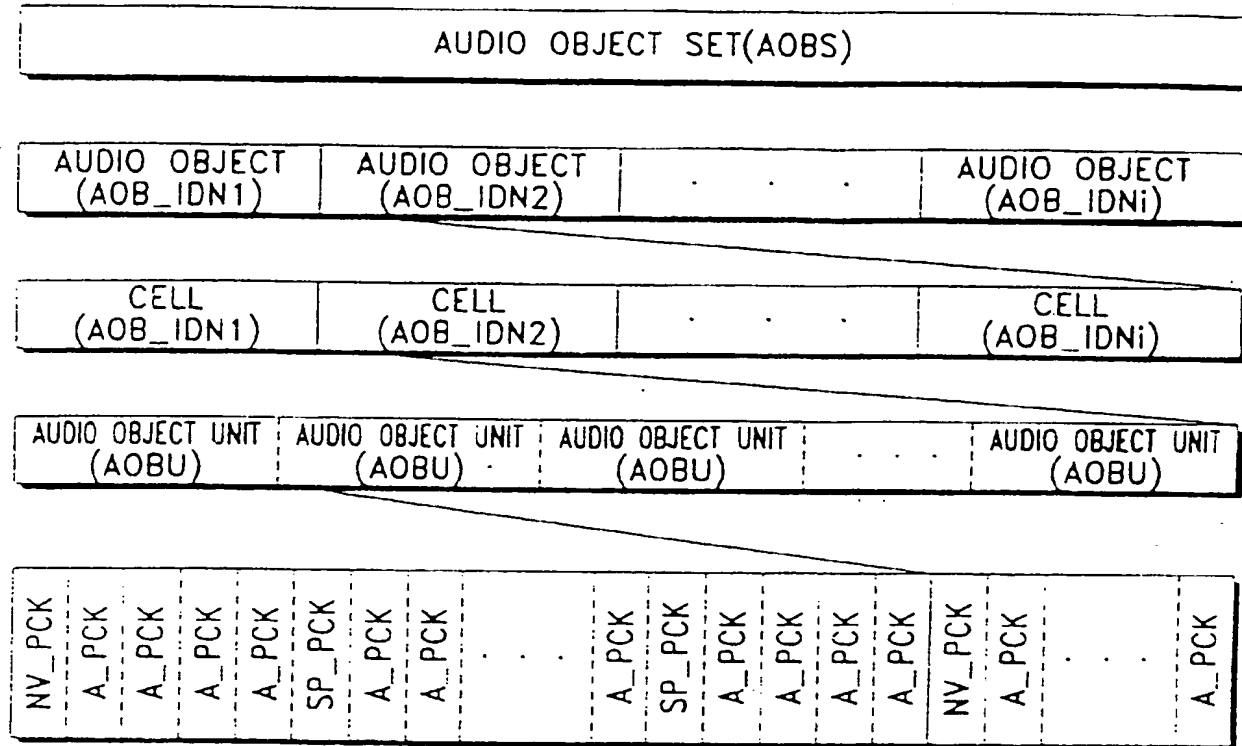 AUDIO OBJECT SET(AOBS)
AUDIO OBJECT (AOB_IDN1) AUDIO OBJECT (AOB_IDN2) . . . AUDIO OBJECT (AOB_IDNi)
CELL (AOB_IDN1) CELL (AOB_IDN2) . . . CELL (AOB_IDNi)
AUDIO OBJECT UNIT (AOBU) AUDIO OBJECT UNIT (AOBU) AUDIO OBJECT UNIT (AOBU) . . . AUDIO OBJECT UNIT (AOBU)
NV_PCK A_PCK A_PCK A_PCK A_PCK SP_PCK A_PCK A_PCK . . . A_PCK SP_PCK A_PCK A_PCK A_PCK A_PCK NV_PCK A_PCK . . . A_PCK